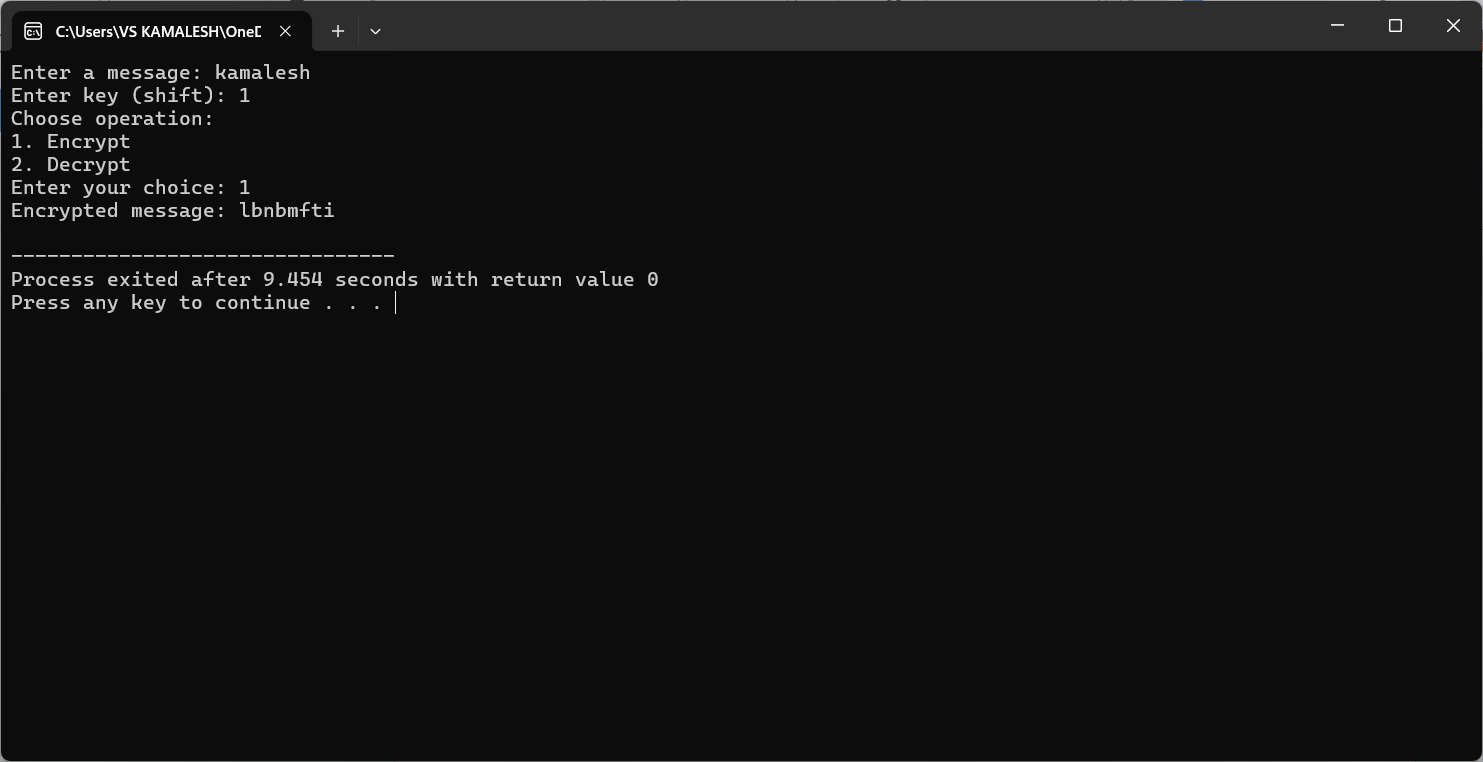 C:\Users\VS KAMALESH\OneD
Enter a message: kamalesh
Enter key (shift): 1
Choose operation:
1. Encrypt
2. Decrypt
Enter your choice: 1
Encrypted message: lbnbmfti
--------------------------------
Process exited after 9.454 seconds with return value 0
Press any key to continue . . .